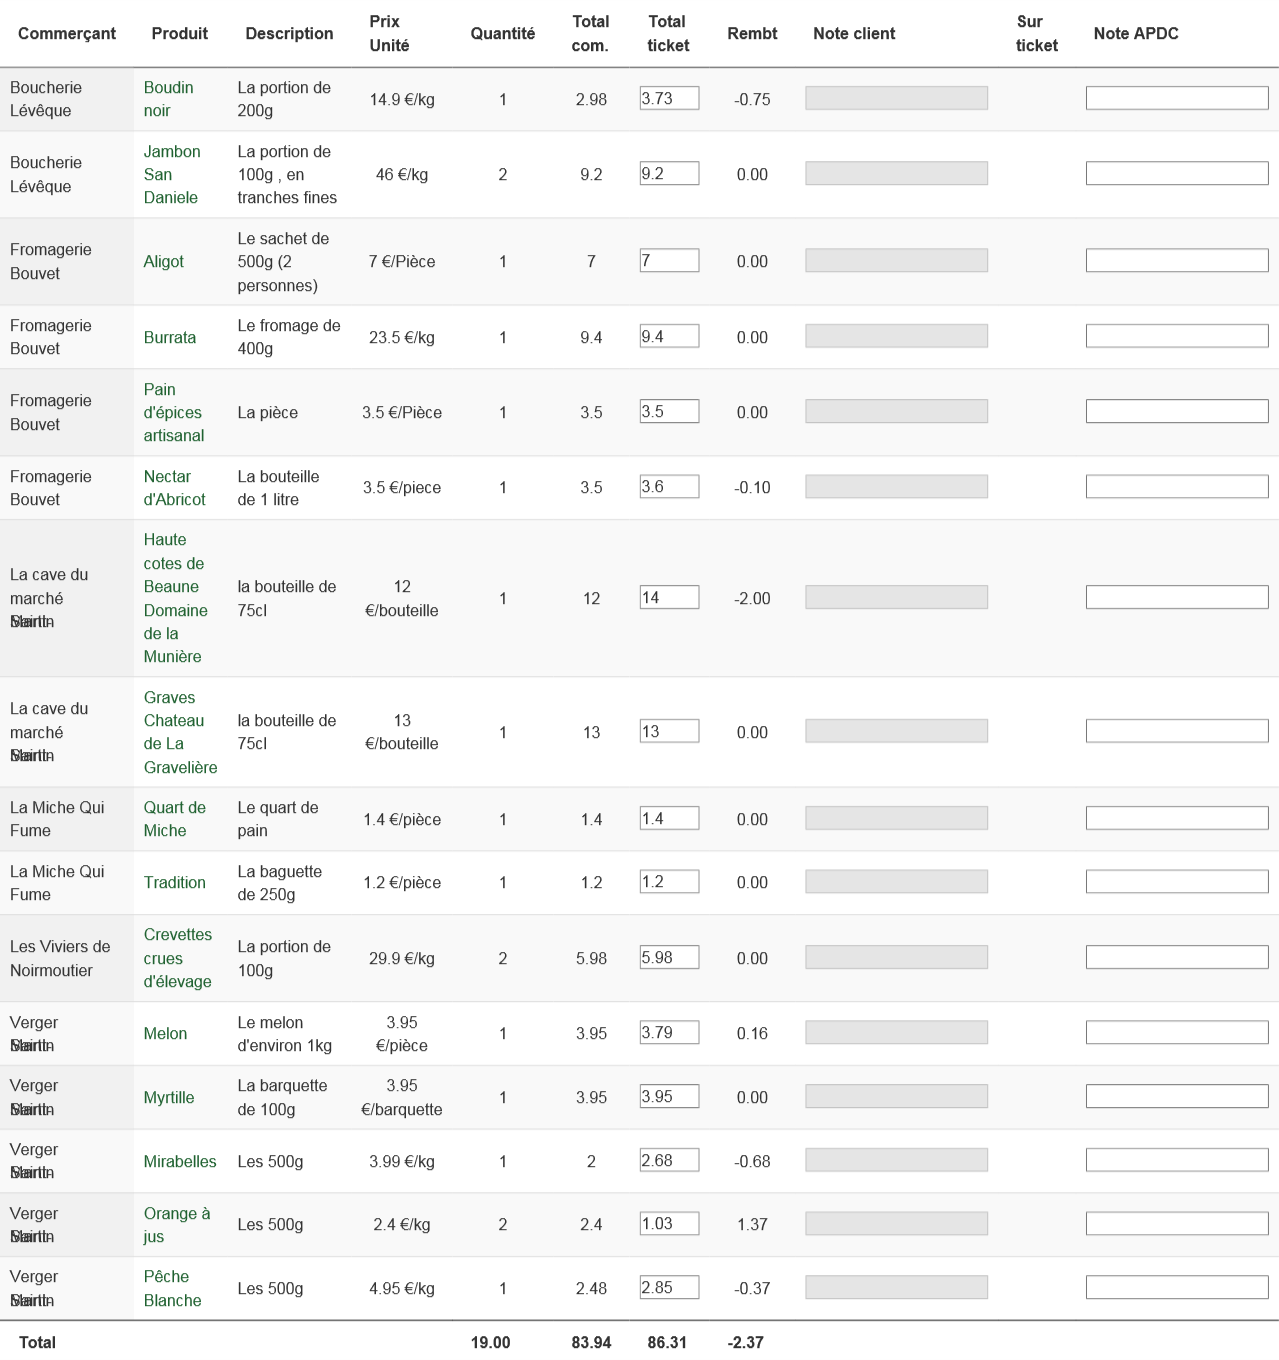 Commerçant Produit Description Prix Unité Quantité Total com. Total ticket Rembt Note client Sur ticket Note APDC
Boucherie Lévêque Boudin noir La portion de 200g 14.9 €/kg 1 2.98 3.73 -0.75
Boucherie Lévêque Jambon San Daniele La portion de 100g , en tranches fines 46 €/kg 2 9.2 9.2 0.00
Fromagerie Bouvet Aligot Le sachet de 500g (2 personnes) 7 €/Pièce 1 7 7 0.00
Fromagerie Bouvet Burrata Le fromage de 400g 23.5 €/kg 1 9.4 9.4 0.00
Fromagerie Bouvet Pain d'épices artisanal La pièce 3.5 €/Pièce 1 3.5 3.5 0.00
Fromagerie Bouvet Nectar d'Abricot La bouteille de 1 litre 3.5 €/piece 1 3.5 3.6 -0.10
La cave du marché Haute cotes de Beaune Domaine de la Munière la bouteille de 75cl 12 €/bouteille 1 12 14 -2.00
La cave du marché Graves Chateau de La Gravelière la bouteille de 75cl 13 €/bouteille 1 13 13 0.00
La Miche Qui Fume Quart de Miche Le quart de pain 1.4 €/pièce 1 1.4 1.4 0.00
La Miche Qui Fume Tradition La baguette de 250g 1.2 €/pièce 1 1.2 1.2 0.00
Les Viviers de Noirmoutier Crevettes crues d'élevage La portion de 100g 29.9 €/kg 2 5.98 5.98 0.00
Verger Melon Le melon d'environ 1kg 3.95 €/pièce 1 3.95 3.79 0.16
Verger Myrtille La barquette de 100g 3.95 €/barquette 1 3.95 3.95 0.00
Verger Mirabelles Les 500g 3.99 €/kg 1 2 2.68 -0.68
Verger Orange à jus Les 500g 2.4 €/kg 2 2.4 1.03 1.37
Verger Pêche Blanche Les 500g 4.95 €/kg 1 2.48 2.85 -0.37
Total 19.00 83.94 86.31 -2.37